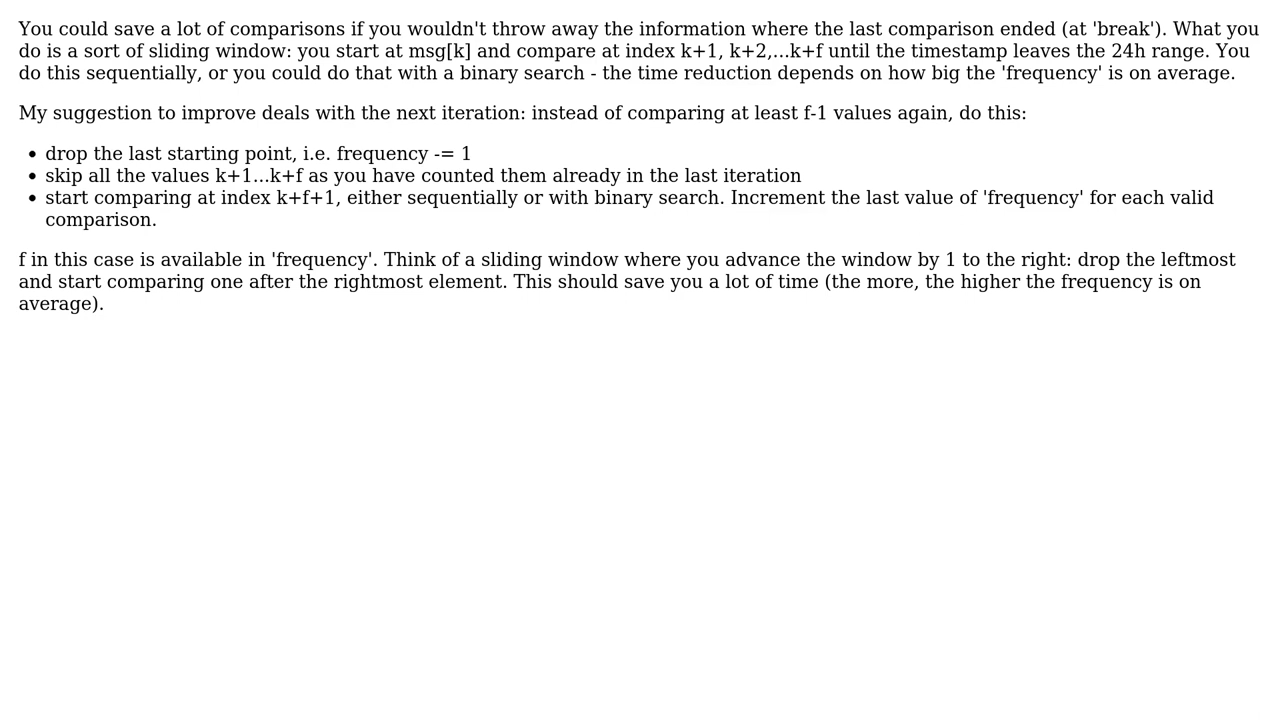 You could save a lot of comparisons if you wouldn't throw away the information where the last comparison ended (at 'break'). What you
do is a sort of sliding window: you start at msg[k] and compare at index k+1, k+2,...k+f until the timestamp leaves the 24h range. You
do this sequentially, or you could do that with a binary search - the time reduction depends on how big the 'frequency' is on average.
My suggestion to improve deals with the next iteration: instead of comparing at least f-1 values again, do this:
• drop the last starting point, i.e. frequency -= 1
• skip all the values k+1...k+f as you have counted them already in the last iteration
• start comparing at index k+f+1, either sequentially or with binary search. Increment the last value of 'frequency' for each valid
comparison.
f in this case is available in 'frequency'. Think of a sliding window where you advance the window by 1 to the right: drop the leftmost
and start comparing one after the rightmost element. This should save you a lot of time (the more, the higher the frequency is on
average).